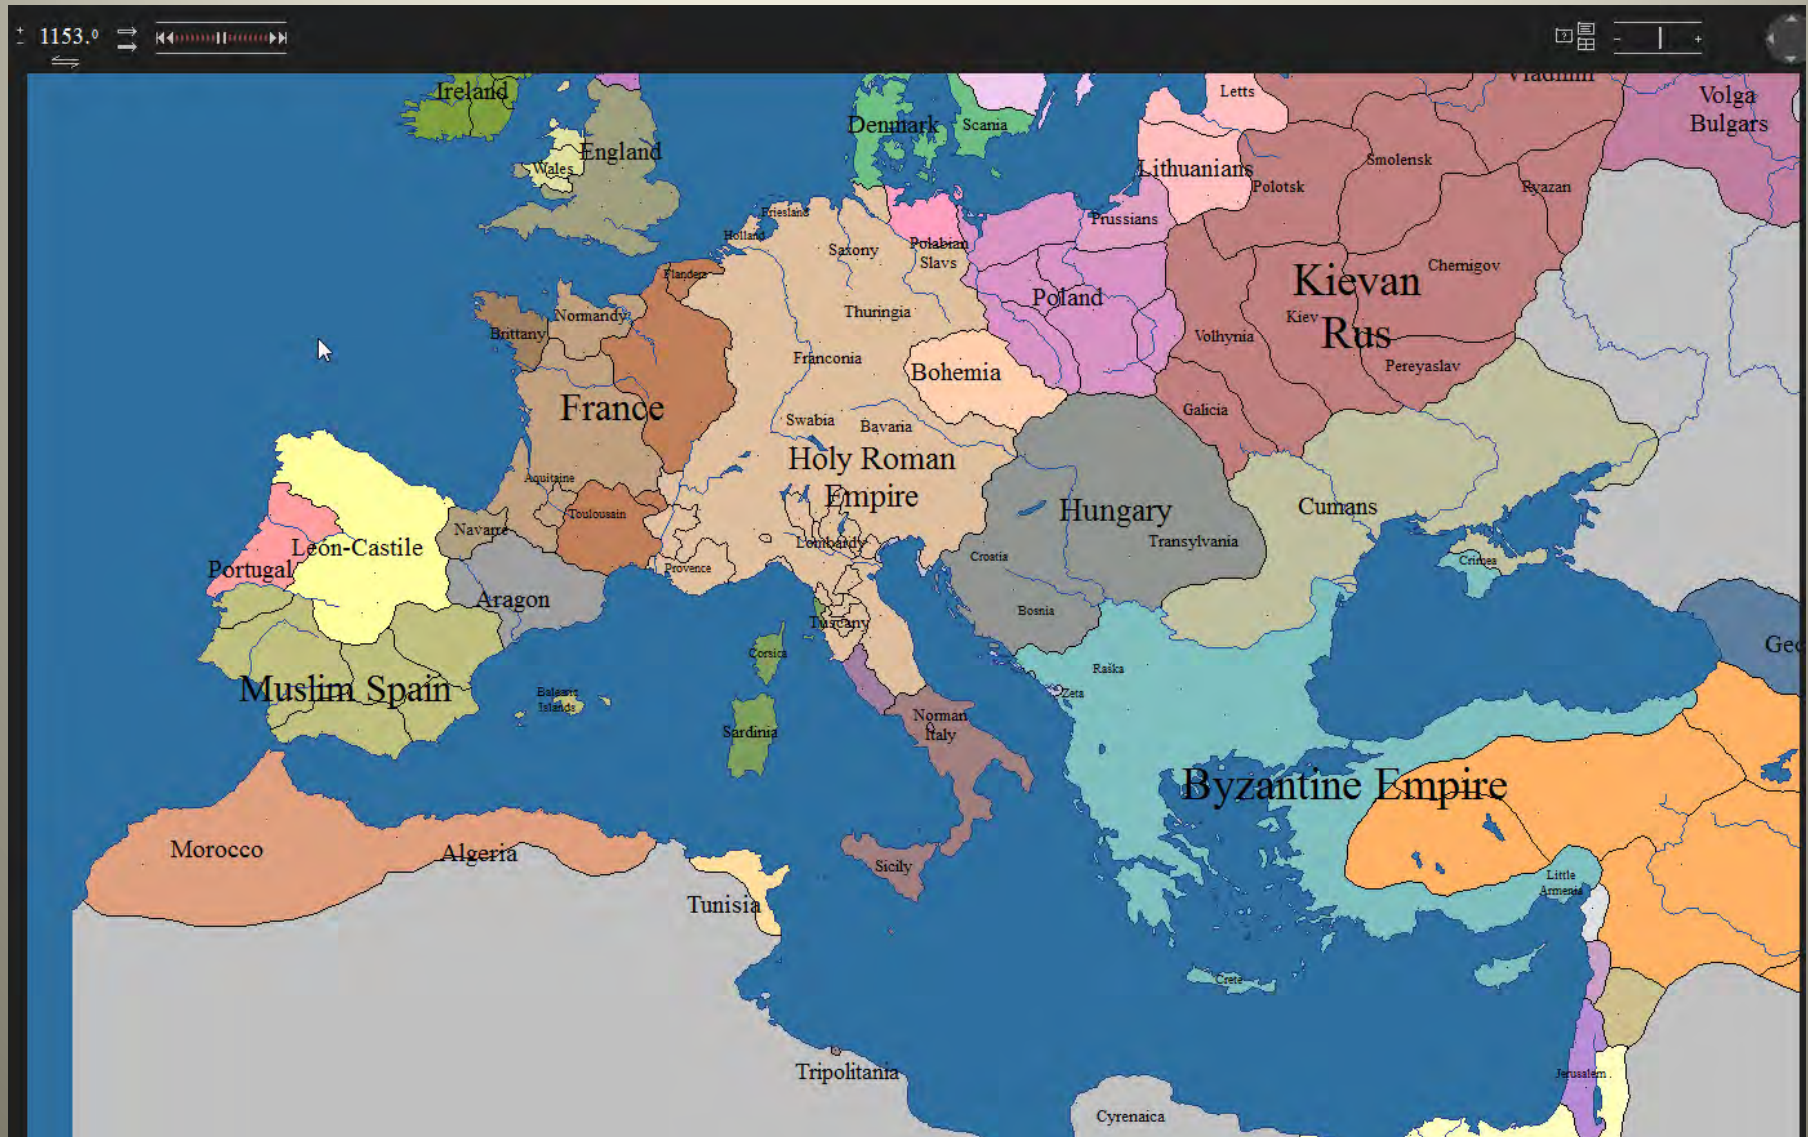 1153.0
Vladimir
Ireland
Letts
Volga
Bulgars
Denmark
Scania
England
Wales
Lithuanians
Smolensk
Polotsk
Ryazan
Friesland
Prussians
Holland
Saxony
Polabian
Slavs
Chernigov
Flanders
Kievan
Rus
Poland
Thuringia
Normandy
Kiev
Brittany
Volhynia
Franconia
Pereyaslav
Bohemia
France
Galicia
Swabia
Bavaria
Holy Roman
Empire
Aquitaine
Hungary
Cumans
Toulousain
Navarre
Lombardy
Transylvania
León-Castile
Croatia
Crimea
Portugal
Provence
Aragon
Bosnia
Tuscany
Geo
Corsica
Raška
Muslim Spain
Balearic
Islands
Zeta
Norman
Italy
Sardinia
Byzantine Empire
Morocco
Algeria
Sicily
Little
Armenia
Tunisia
Crete
Tripolitania
Jerusalem
Cyrenaica